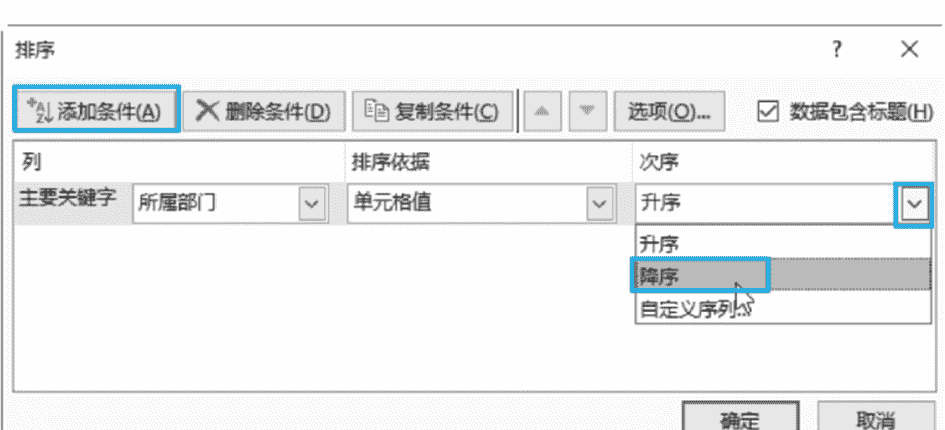 排序
?
添加条件(A) 删除条件(D) 复制条件(C) 选项(O)... 数据包含标题(H)
列 排序依据 次序
主要关键字 所属部门 单元格值 升序
升序
降序
自定义序列...
确定 取消